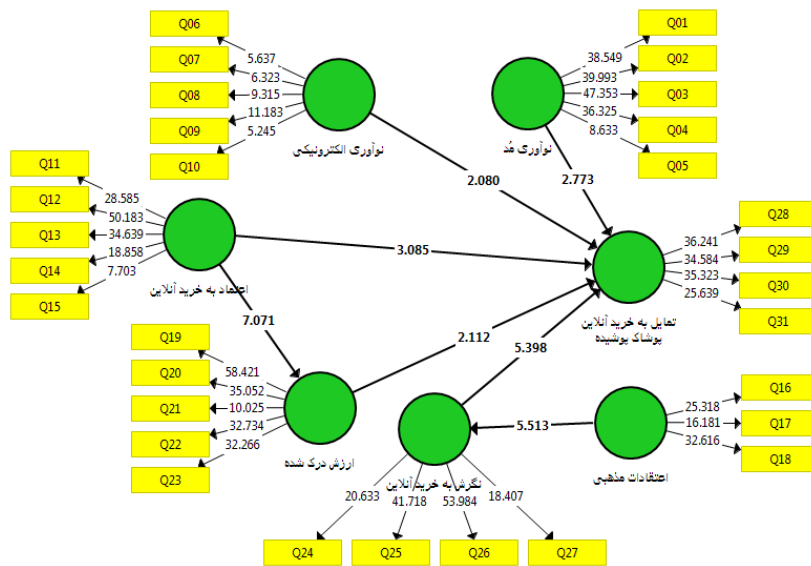 Q06
Q07
Q08
Q09
Q10
5.637
6.323
9.315
11.183
5.245
نوآوری الکترونیکی
Q01
Q02
Q03
Q04
Q05
38.549
39.993
47.353
36.325
8.633
نوآوری مُد
2.080
2.773
Q11
Q12
Q13
Q14
Q15
28.585
50.183
34.639
18.858
7.703
اعتماد به خرید آنلاین
3.085
7.071
Q28
Q29
Q30
Q31
36.241
34.584
35.323
25.639
تمایل به خرید آنلاین
پوشاک پوشیده
2.112
5.398
Q19
Q20
Q21
Q22
Q23
58.421
35.052
10.025
32.734
32.266
ارزش درک شده
5.513
Q16
Q17
Q18
25.318
16.181
32.616
اعتقادات مذهبی
نگرش به خرید آنلاین
20.633
41.718
53.984
18.407
Q24
Q25
Q26
Q27